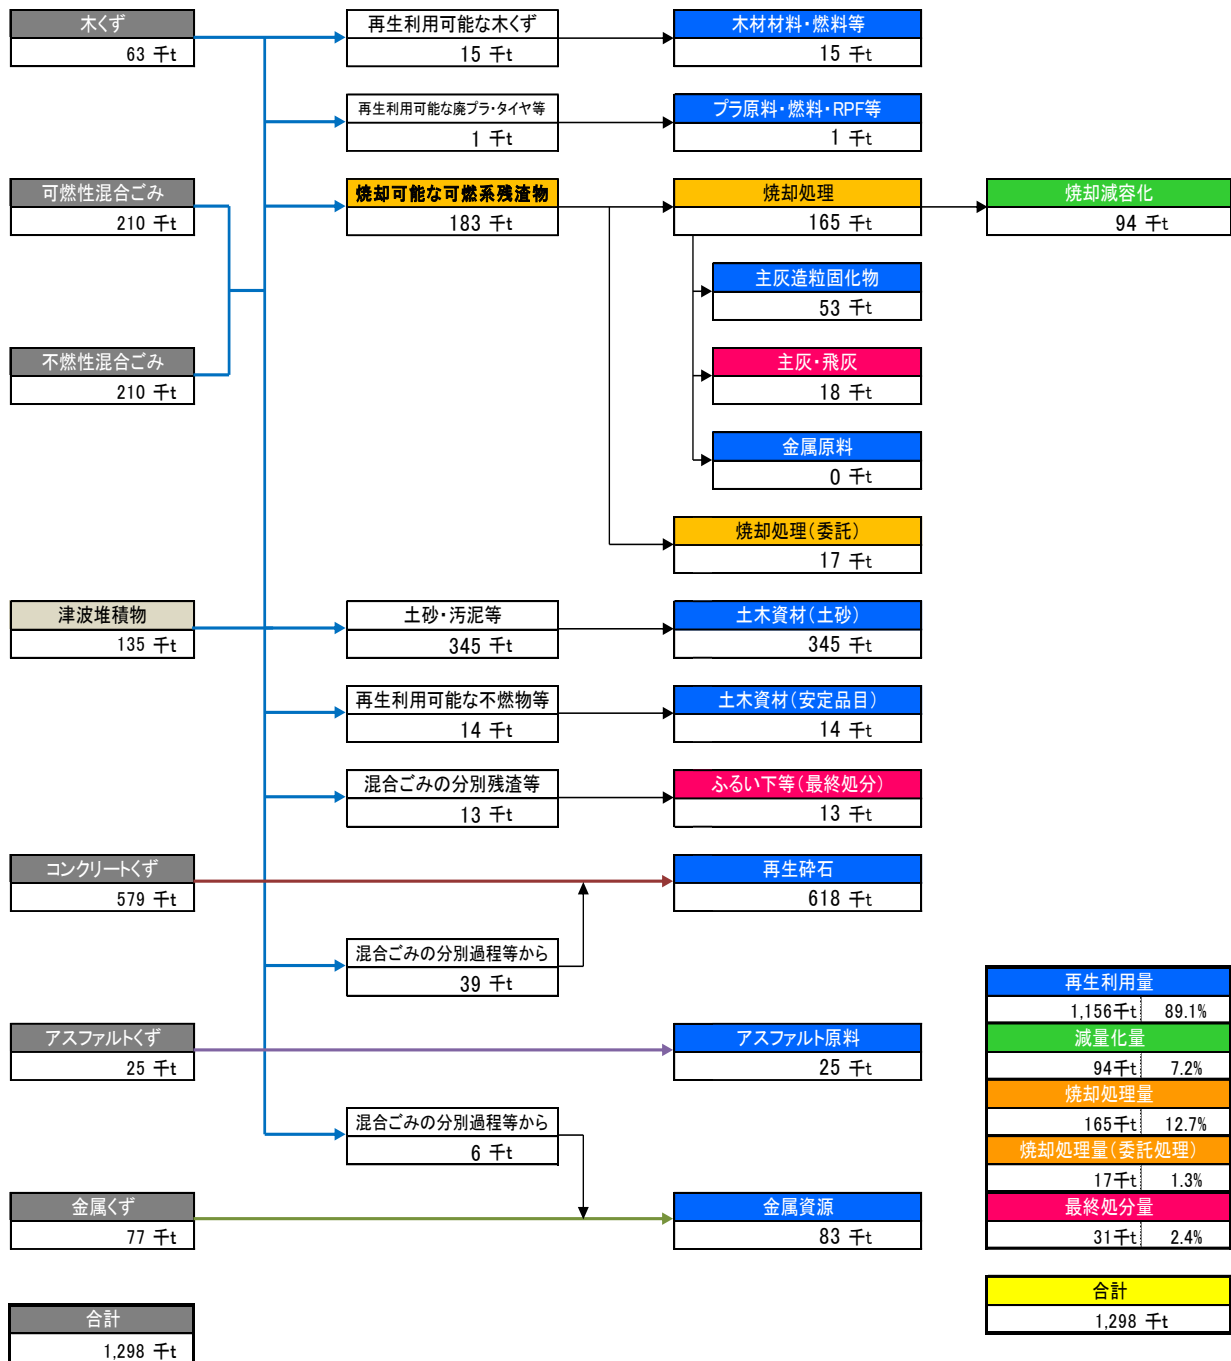 木くず
63 千t
再生利用可能な木くず
15 千t
木材材料・燃料等
15 千t
再生利用可能な廃プラ・タイヤ等
1 千t
プラ原料・燃料・RPF等
1 千t
可燃性混合ごみ
210 千t
焼却可能な可燃系残渣物
183 千t
焼却処理
165 千t
焼却減容化
94 千t
主灰造粒固化物
53 千t
不燃性混合ごみ
210 千t
主灰・飛灰
18 千t
金属原料
0 千t
焼却処理(委託)
17 千t
津波堆積物
135 千t
土砂・汚泥等
345 千t
土木資材(土砂)
345 千t
再生利用可能な不燃物等
14 千t
土木資材(安定品目)
14 千t
混合ごみの分別残渣等
13 千t
ふるい下等(最終処分)
13 千t
コンクリートくず
579 千t
再生砕石
618 千t
混合ごみの分別過程等から
39 千t
アスファルトくず
25 千t
アスファルト原料
25 千t
混合ごみの分別過程等から
6 千t
金属くず
77 千t
金属資源
83 千t
合計
1,298 千t
再生利用量
1,156千t 89.1%
減量化量
94千t 7.2%
焼却処理量
165千t 12.7%
焼却処理量(委託処理)
17千t 1.3%
最終処分量
31千t 2.4%
合計
1,298 千t